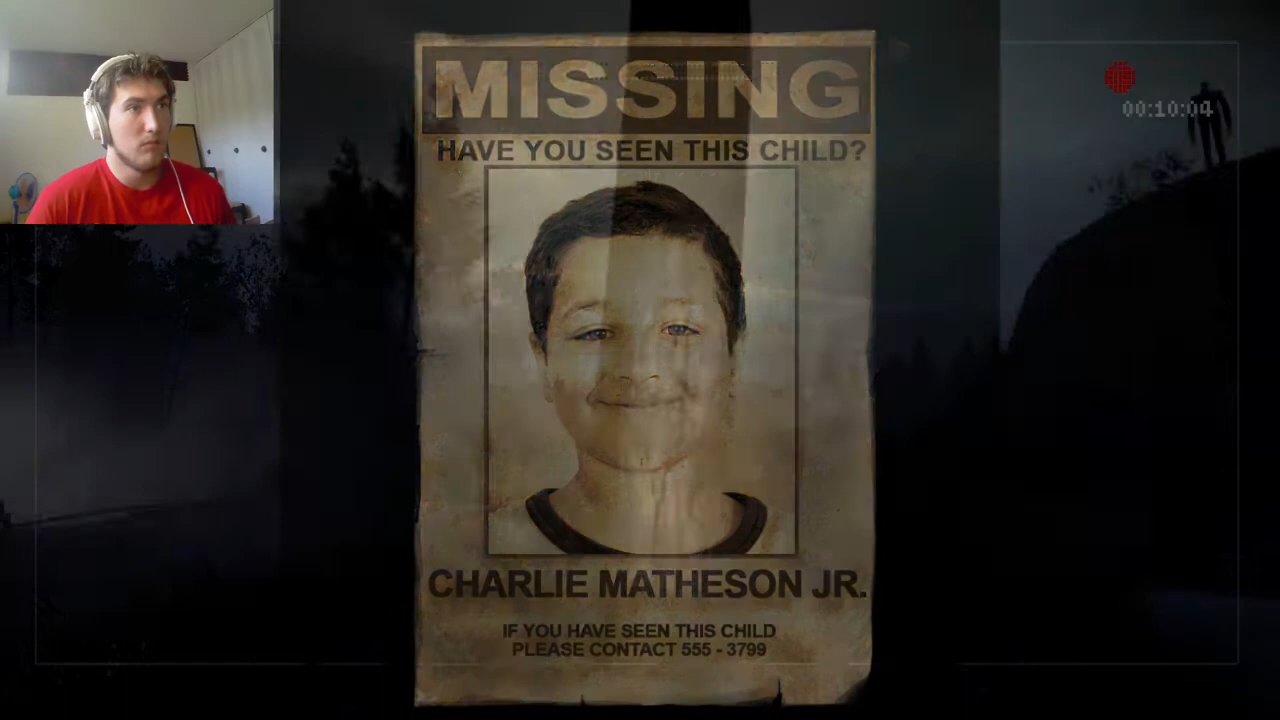 MISSING
HAVE YOU SEEN THIS CHILD?
00:10:04
CHARLIE MATHESON JR.
IF YOU HAVE SEEN THIS CHILD
PLEASE CONTACT 555 - 3799